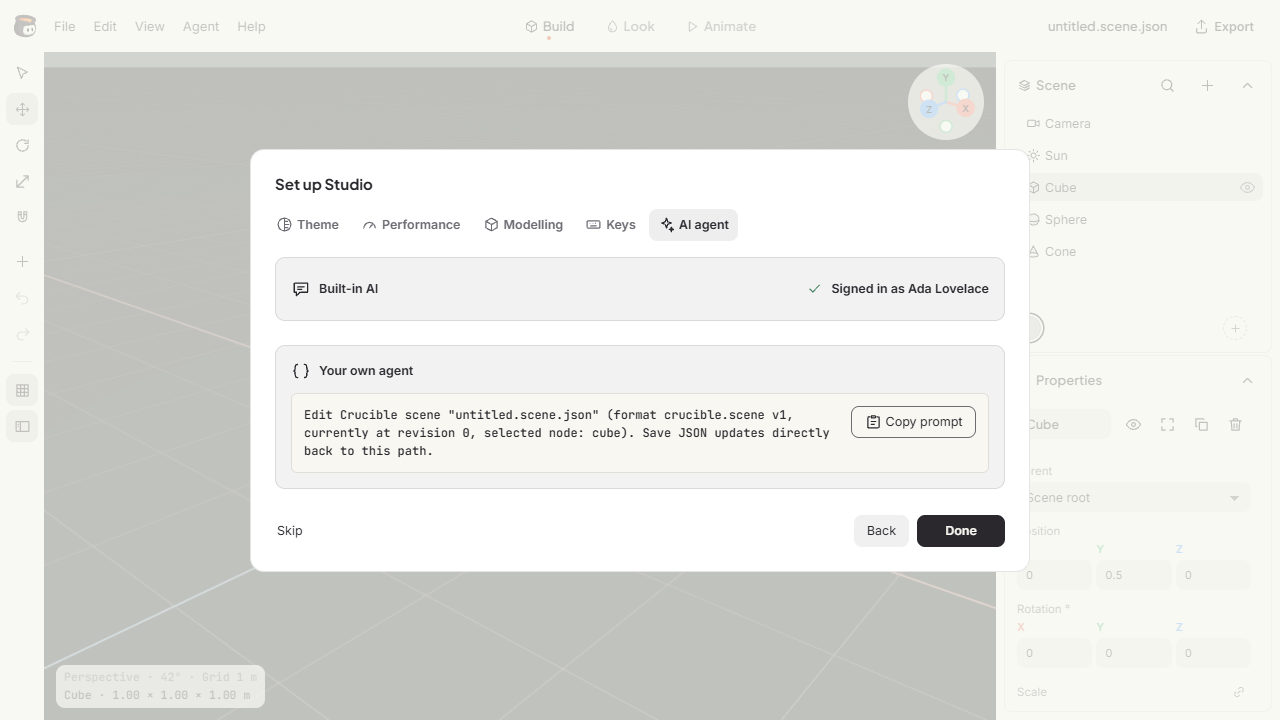 File Edit View Agent Help
Build Look Animate
untitled.scene.json Export
Y
Z X
Scene
Camera
Sun
Cube
Sphere
Cone
Set up Studio
Theme Performance Modelling Keys AI agent
Built-in AI Signed in as Ada Lovelace
Your own agent
Edit Crucible scene "untitled.scene.json" (format crucible.scene v1,
currently at revision 0, selected node: cube). Save JSON updates directly
back to this path.
Copy prompt
Skip Back Done
Properties
Cube
Scene root
Y Z
0 0.5 0
Rotation *
X Y Z
0 0 0
Scale
Perspective · 42° · Grid 1 m
Cube · 1.00 × 1.00 × 1.00 m